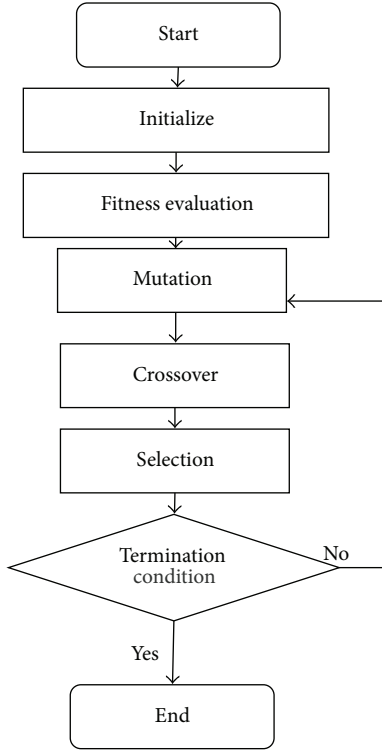 Start
Initialize
Fitness evaluation
Mutation
Crossover
Selection
Termination
condition
No
Yes
End